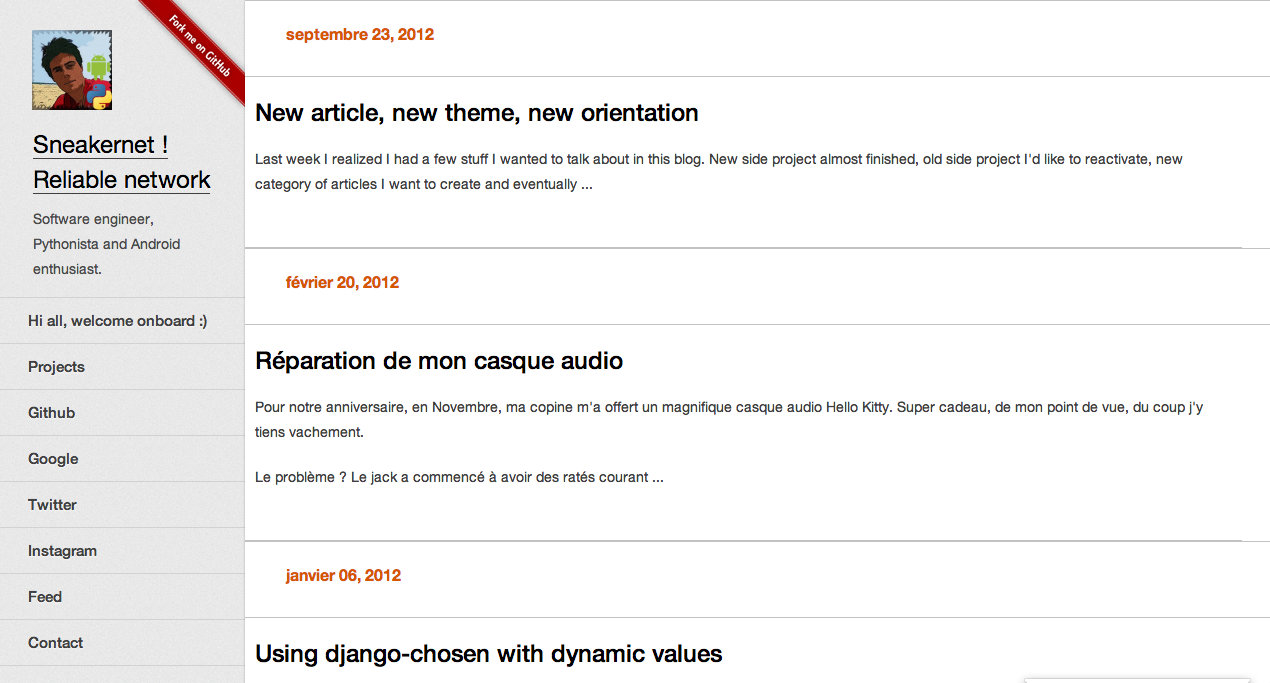 Fork me on GitHub
Sneakernet !
Reliable network
Software engineer,
Pythonista and Android
enthusiast.
Hi all, welcome onboard :)
Projects
Github
Google
Twitter
Instagram
Feed
Contact
septembre 23, 2012
New article, new theme, new orientation
Last week I realized I had a few stuff I wanted to talk about in this blog. New side project almost finished, old side project I'd like to reactivate, new
category of articles I want to create and eventually ...
février 20, 2012
Réparation de mon casque audio
Pour notre anniversaire, en Novembre, ma copine m'a offert un magnifique casque audio Hello Kitty. Super cadeau, de mon point de vue, du coup j'y
tiens vachement.
Le problème ? Le jack a commencé à avoir des ratés courant ...
janvier 06, 2012
Using django-chosen with dynamic values